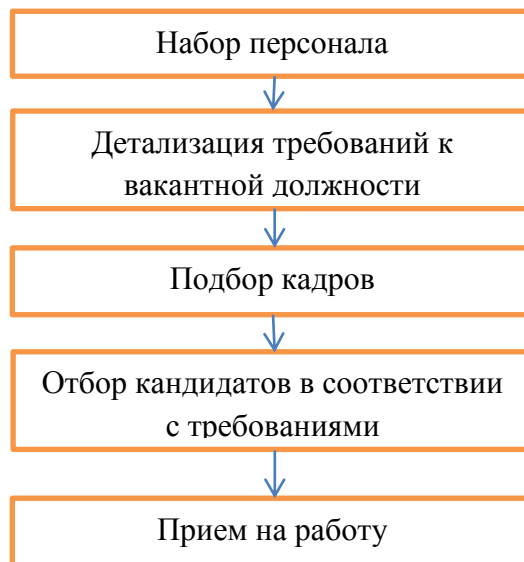 Набор персонала
Детализация требований к
вакантной должности
Подбор кадров
Отбор кандидатов в соответствии
с требованиями
Прием на работу